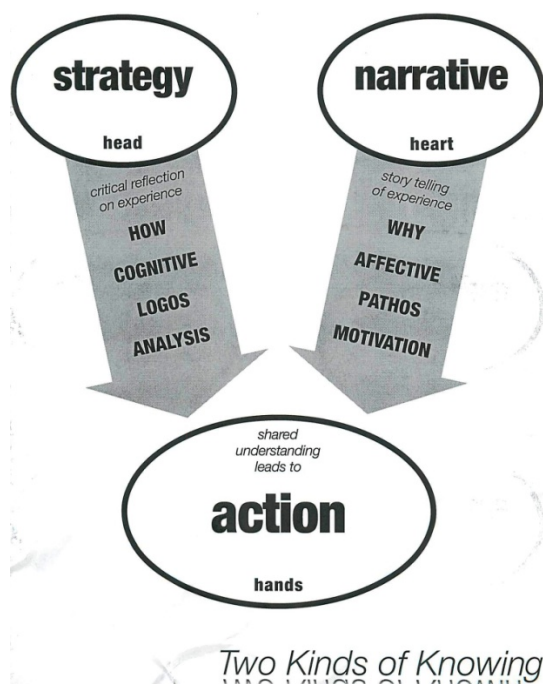 strategy
head
critical reflection
on experience
HOW
COGNITIVE
LOGOS
ANALYSIS
narrative
heart
story telling
of experience
WHY
AFFECTIVE
PATHOS
MOTIVATION
shared
understanding
leads to
action
hands
Two Kinds of Knowing